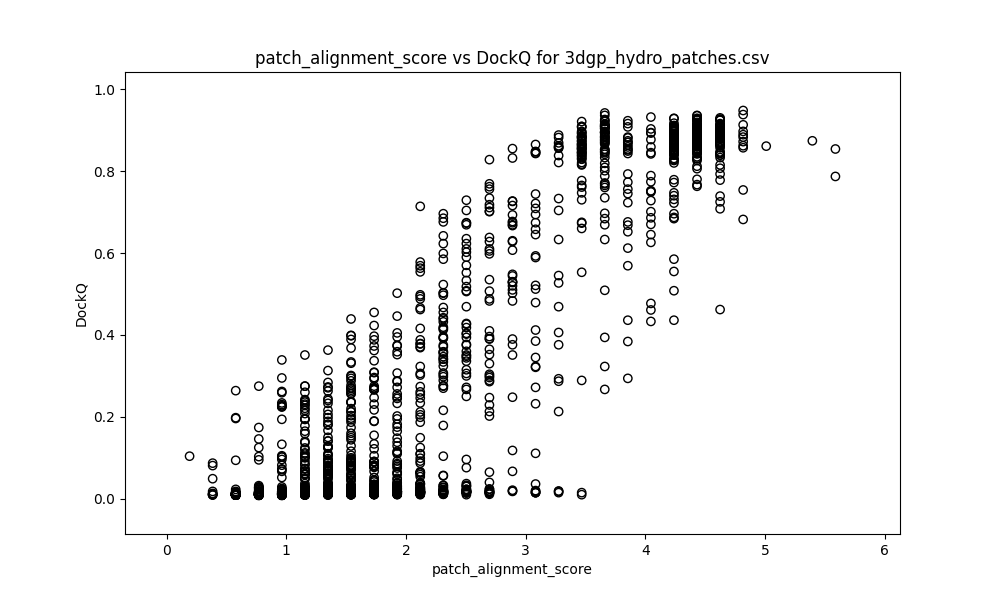 patch_alignment_score vs DockQ for 3dgp_hydro_patches.csv
1.0
0.8
0.6
0.4
0.2
0.0
DockQ
0 1 2 3 4 5 6
patch_alignment_score